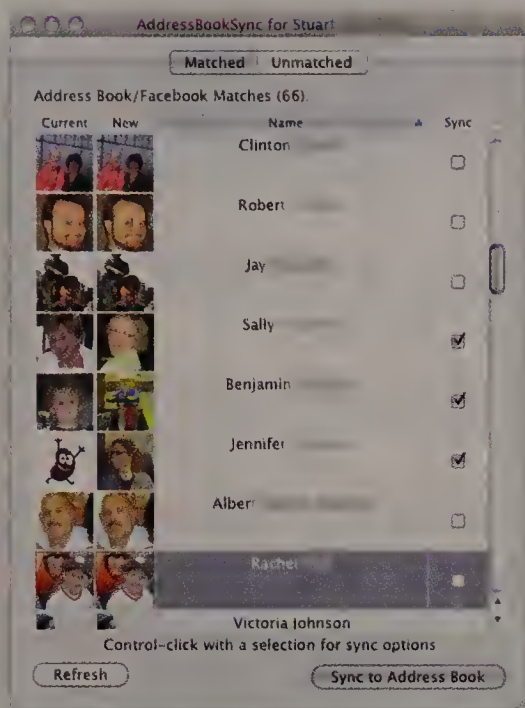 AddressBookSync for Stuart
Matched Unmatched
Address Book/Facebook Matches (66).
Current New Name Sync
Clinton
Robert
Jay
Sally
Benjamin
Jennifer
Albert
Rachel
Victoria Johnson
Control-click with a selection for sync options
Refresh Sync to Address Book